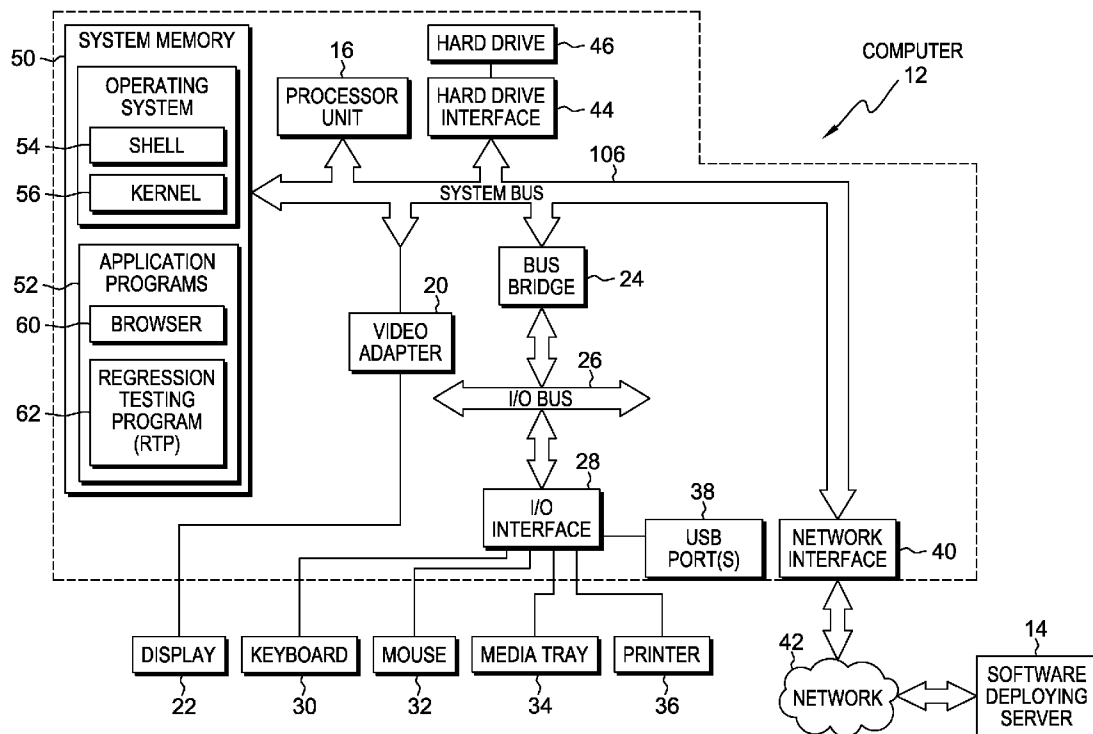 SYSTEM MEMORY
50
OPERATING
SYSTEM
54
SHELL
56
KERNEL
52
APPLICATION
PROGRAMS
60
BROWSER
62
REGRESSION
TESTING
PROGRAM
(RTP)
16
PROCESSOR
UNIT
HARD DRIVE
46
HARD DRIVE
INTERFACE
44
COMPUTER
12
106
SYSTEM BUS
BUS
BRIDGE
24
20
VIDEO
ADAPTER
26
I/O BUS
28
I/O
INTERFACE
38
USB
PORT(S)
NETWORK
INTERFACE
40
DISPLAY
22
KEYBOARD
30
MOUSE
32
MEDIA TRAY
34
PRINTER
36
42
NETWORK
14
SOFTWARE
DEPLOYING
SERVER